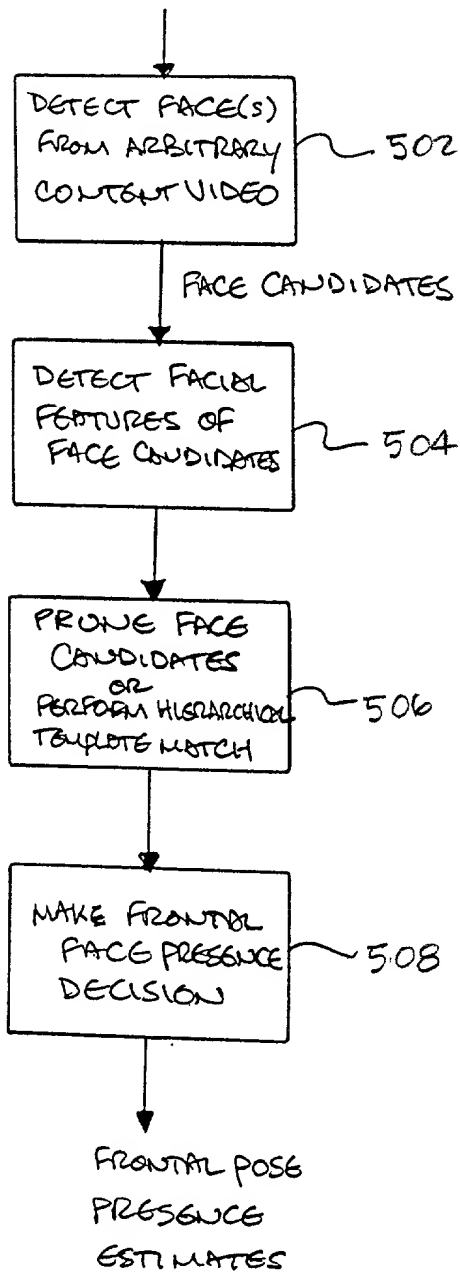 DETECT FACE(S)
FROM ARBITRARY
CONTENT VIDEO
502
FACE CANDIDATES
DETECT FACIAL
FEATURES OF
FACE CANDIDATES
504
PRUNE FACE
CANDIDATES
OR
PERFORM HIERARCHICAL
TEMPLATE MATCH
506
MAKE FRONTAL
FACE PRESENCE
DECISION
508
FRONTAL POSE
PRESENCE
ESTIMATES